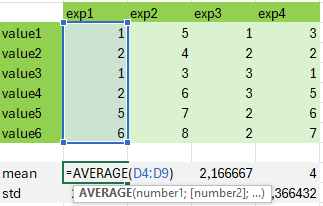 exp1 exp2 exp3 exp4
value1 1 5 1 3
value2 2 4 2 2
value3 1 3 3 1
value4 2 6 3 5
value5 5 7 2 6
value6 6 8 2 7
mean =AVERAGE(D4:D9) 2,166667 4
std ,366432
AVERAGE(number1; [number2]; ...)